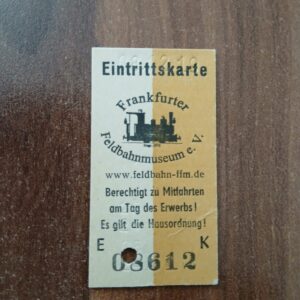 Eintrittskarte
Frankfurter
Feldbahnmuseum e.V.
www.feldbahn-ffm.de
Berechtigt zu Mitfahrten
am Tag des Erwerbs!
Es gilt die Hausordnung!
E K
08612